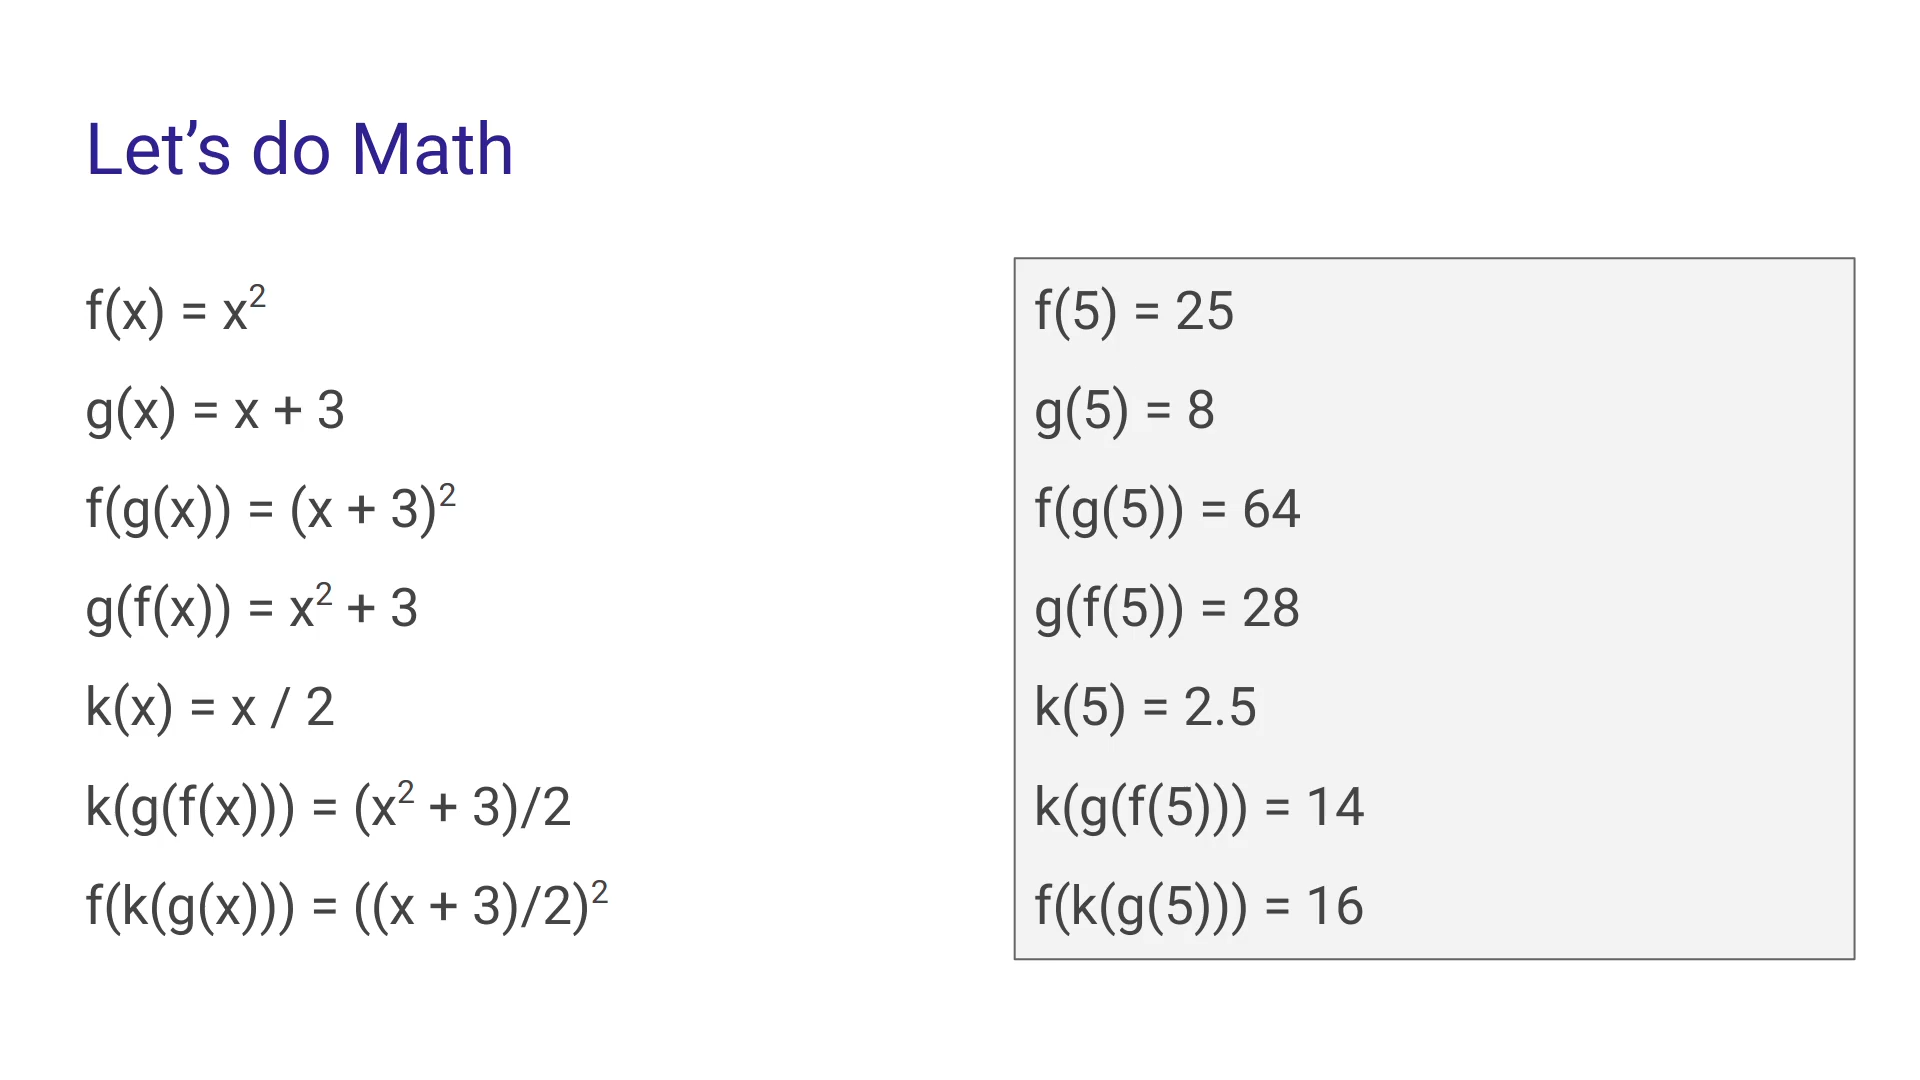 Let’s do Math
f(x) = x²
g(x) = x + 3
f(g(x)) = (x + 3)²
g(f(x)) = x² + 3
k(x) = x / 2
k(g(f(x))) = (x² + 3)/2
f(k(g(x))) = ((x + 3)/2)²
f(5) = 25
g(5) = 8
f(g(5)) = 64
g(f(5)) = 28
k(5) = 2.5
k(g(f(5))) = 14
f(k(g(5))) = 16